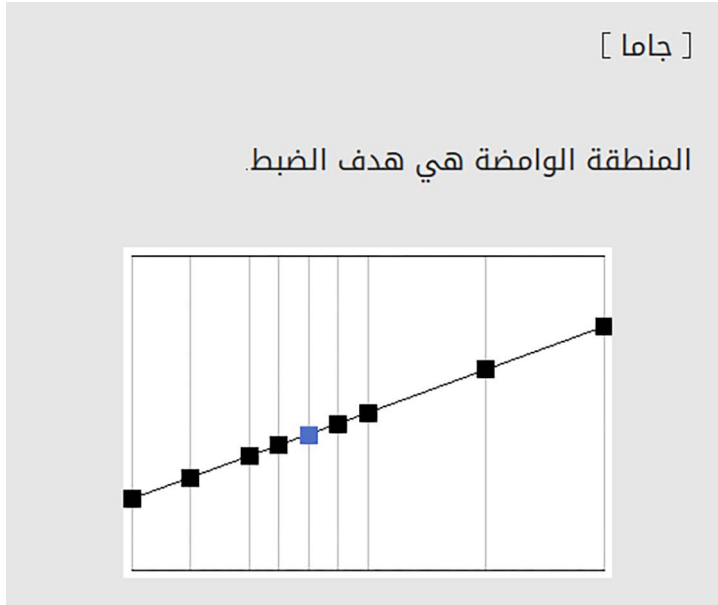 [ جاما ]
المنطقة الوامضة هي هدف الضبط.